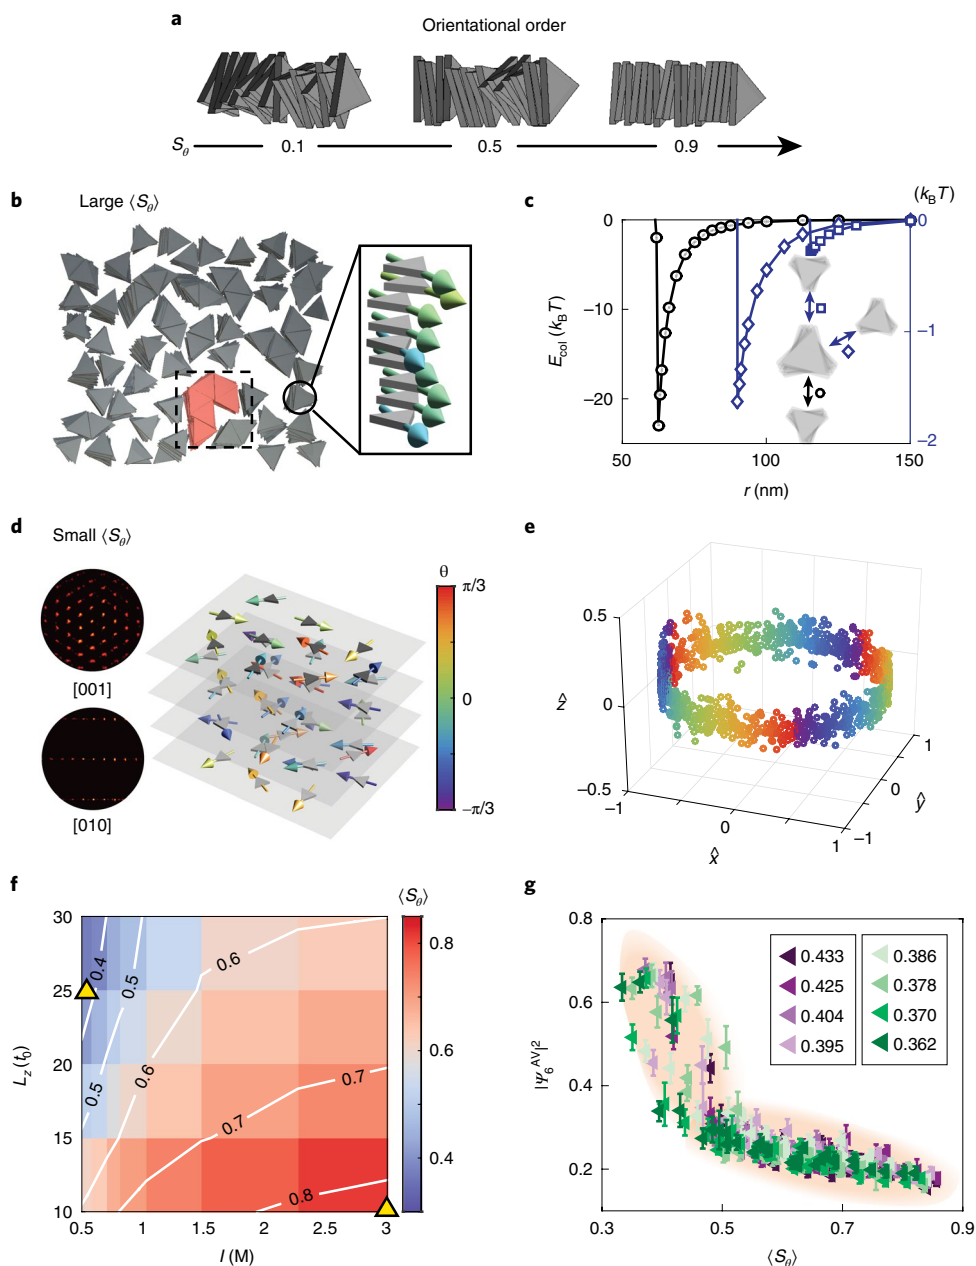 a
Orientational order
S_θ 0.1 0.5 0.9
b Large ⟨S_θ⟩
c
(k_BT)
0
−10
−20
E_col (k_BT)
0
−1
−2
50 100 150
r (nm)
d Small ⟨S_θ⟩
[001]
[010]
θ
π/3
0
−π/3
e
0.5
0
−0.5
ẑ
−1 0 1
x̂
1
0
−1
ŷ
f
⟨S_θ⟩
30
25
20
15
10
L_z (t_0)
0.4 0.5 0.6
0.5 0.6 0.7
0.8
0.5 1 1.5 2 2.5 3
I (M)
0.8
0.6
0.4
g
0.8
0.6
0.4
0.2
|Ψ_6^AV|²
0.433 0.386
0.425 0.378
0.404 0.370
0.395 0.362
0.3 0.5 0.7 0.9
⟨S_θ⟩